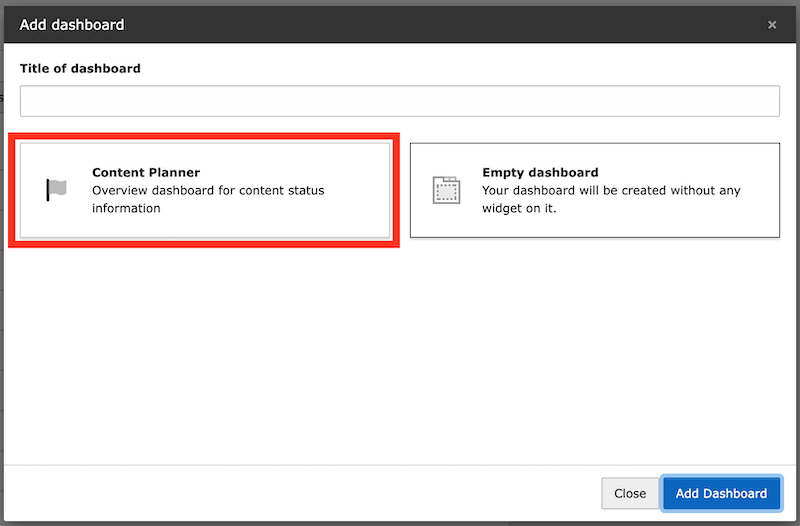 Add dashboard
Title of dashboard
Content Planner
Overview dashboard for content status
information
Empty dashboard
Your dashboard will be created without any
widget on it.
Close
Add Dashboard